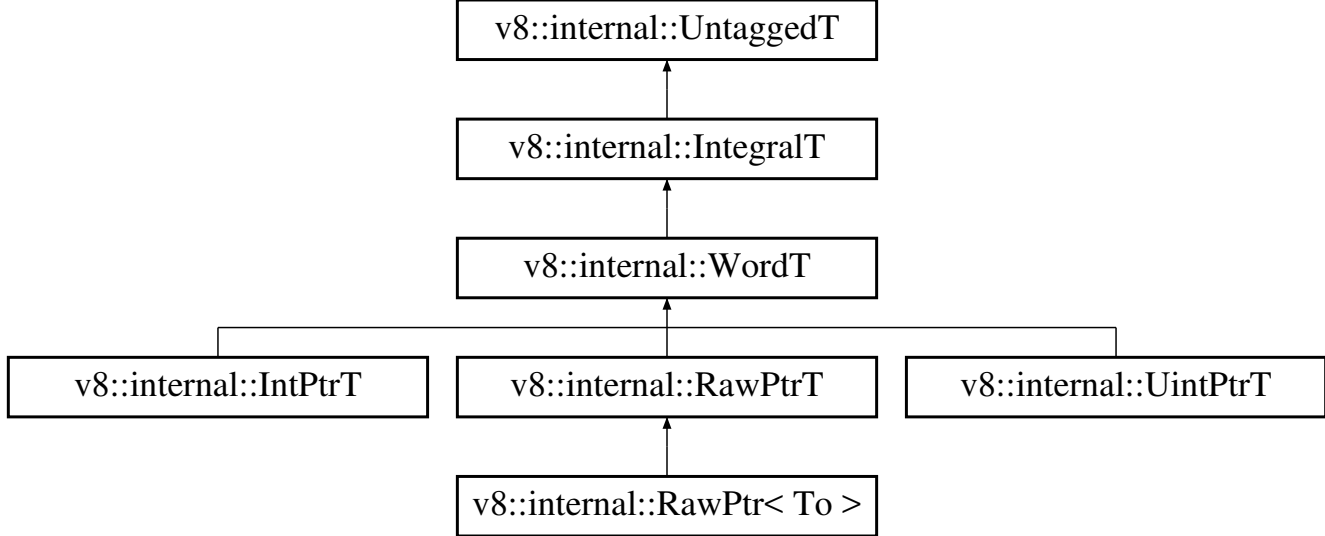 v8::internal::UntaggedT
v8::internal::IntegralT
v8::internal::WordT
v8::internal::IntPtrT
v8::internal::RawPtrT
v8::internal::UintPtrT
v8::internal::RawPtr< To >